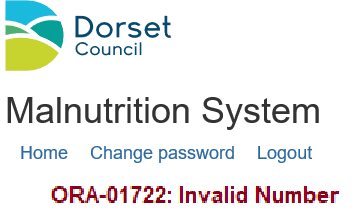 Dorset
Council
Malnutrition System
Home Change password Logout
ORA-01722: Invalid Number